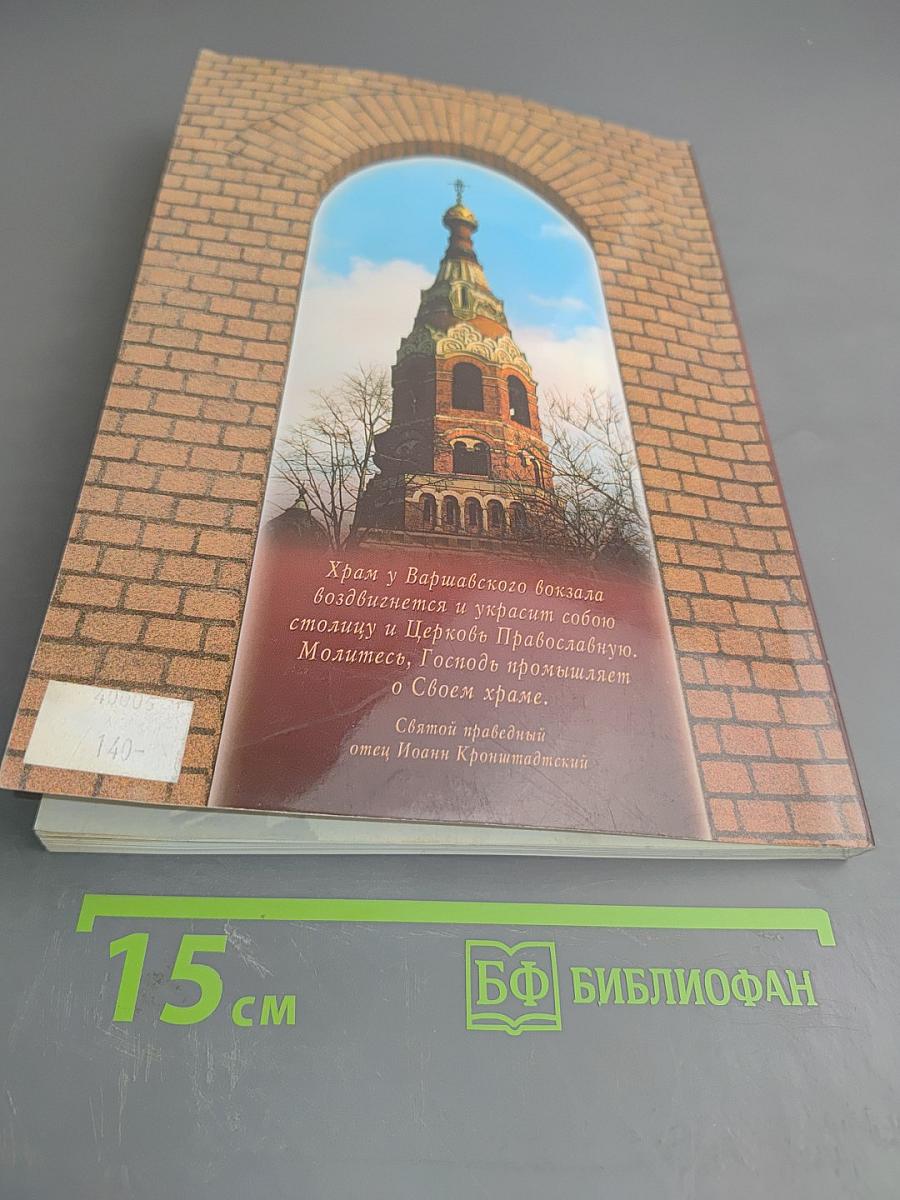 Храм у Варшавского вокзала
воздвигнется и украсит собою
столицу и Церковь Православную.
Молитесь, Господь промышляет
о Своем храме.
Святой праведный
отец Иоанн Кронштадтский
140-
15 см
БФ БИБЛИОФАН